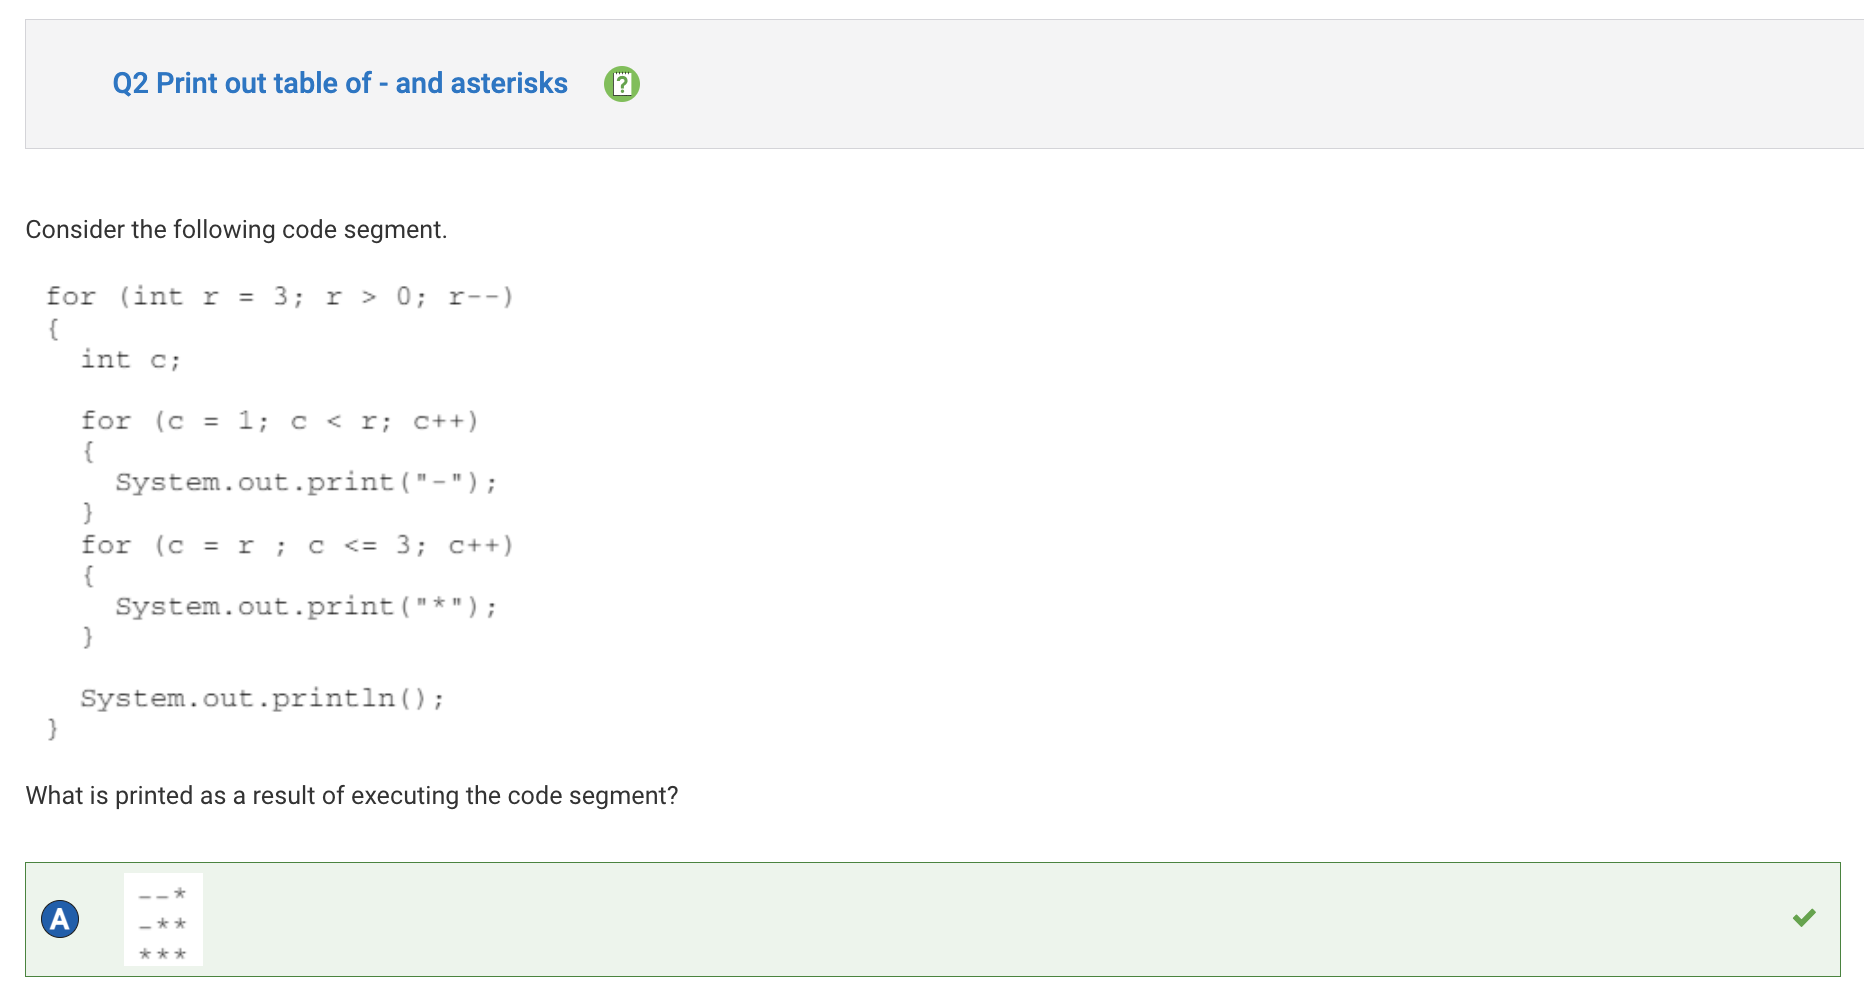 Q2 Print out table of - and asterisks ?
Consider the following code segment.
for (int r = 3; r > 0; r--)
{
int c;
for (c = 1; c < r; c++)
{
System.out.print("-");
}
for (c = r ; c <= 3; c++)
{
System.out.print("*");
}
System.out.println();
}
What is printed as a result of executing the code segment?
A
--*
-**
***